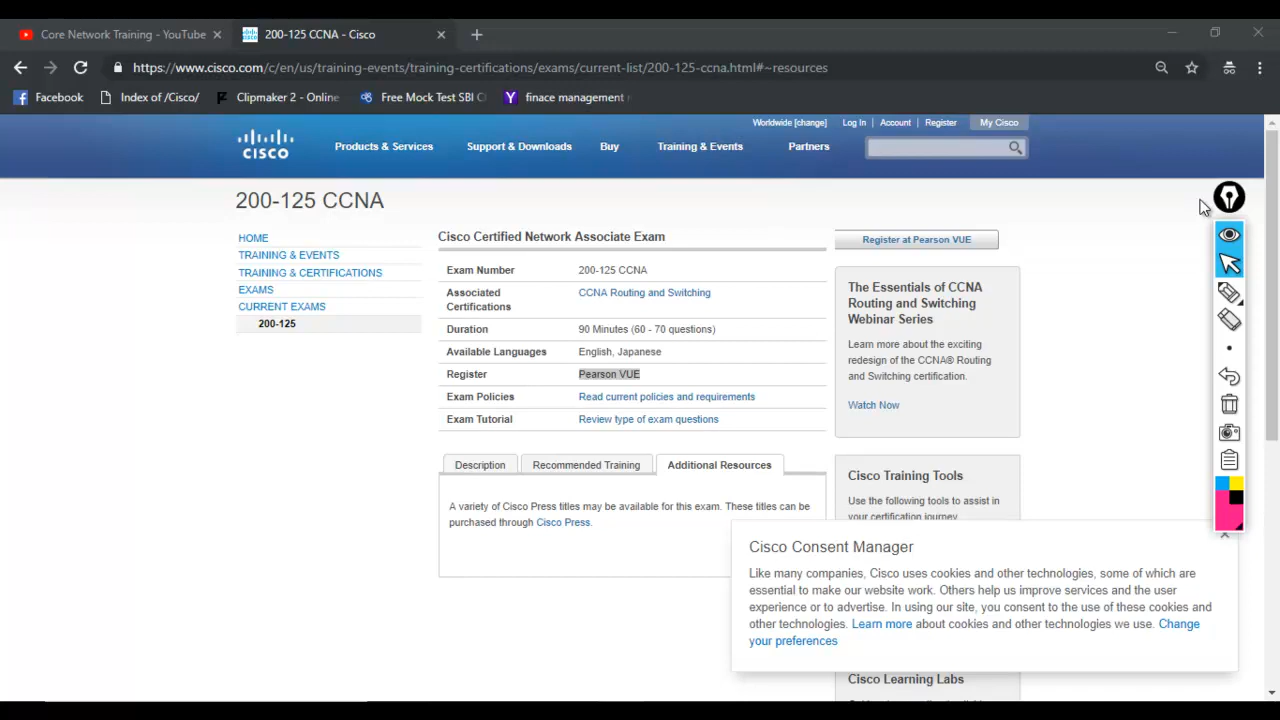 Core Network Training - YouTube
200-125 CCNA - Cisco
https://www.cisco.com/c/en/us/training-events/training-certifications/exams/current-list/200-125-ccna.html#~resources
Facebook
Index of /Cisco/
Clipmaker 2 - Online
Free Mock Test SBI Cl
finace management r
Worldwide [change]
Log In
Account
Register
My Cisco
CISCO
Products & Services
Support & Downloads
Buy
Training & Events
Partners
200-125 CCNA
HOME
TRAINING & EVENTS
TRAINING & CERTIFICATIONS
EXAMS
CURRENT EXAMS
200-125
Cisco Certified Network Associate Exam
Exam Number 200-125 CCNA
Associated CCNA Routing and Switching
Certifications
Duration 90 Minutes (60 - 70 questions)
Available Languages English, Japanese
Register Pearson VUE
Exam Policies Read current policies and requirements
Exam Tutorial Review type of exam questions
Description
Recommended Training
Additional Resources
A variety of Cisco Press titles may be available for this exam. These titles can be
purchased through Cisco Press.
Register at Pearson VUE
The Essentials of CCNA
Routing and Switching
Webinar Series
Learn more about the exciting
redesign of the CCNA® Routing
and Switching certification.
Watch Now
Cisco Training Tools
Use the following tools to assist in
your certification journey.
Cisco Consent Manager
Like many companies, Cisco uses cookies and other technologies, some of which are
essential to make our website work. Others help us improve services and the user
experience or to advertise. In using our site, you consent to the use of these cookies and
other technologies. Learn more about cookies and other technologies we use. Change
your preferences
Cisco Learning Labs